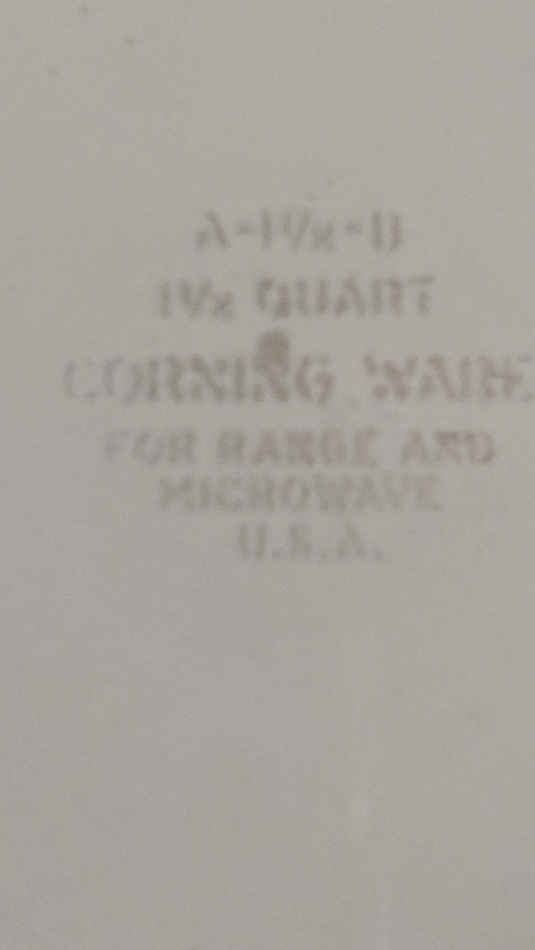 A-1½-B
1½ QUART
CORNING WARE
FOR RANGE AND
MICROWAVE
U.S.A.